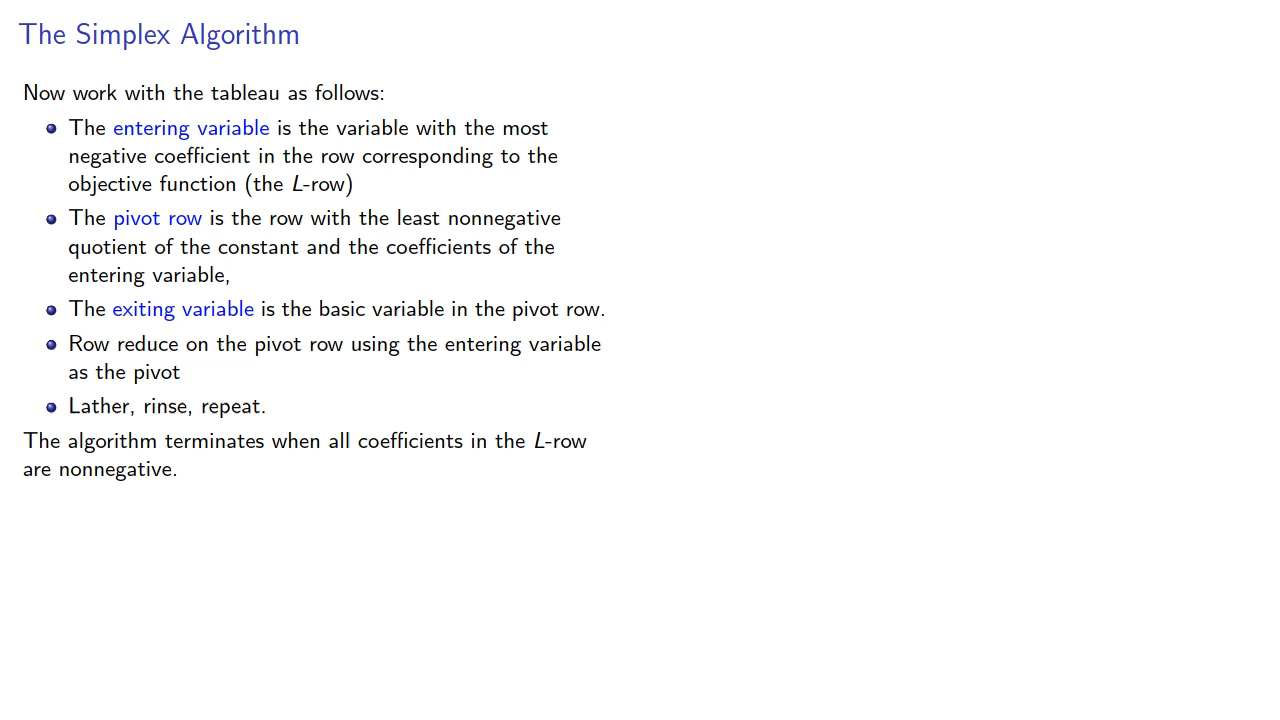 The Simplex Algorithm
Now work with the tableau as follows:
The entering variable is the variable with the most
negative coefficient in the row corresponding to the
objective function (the L-row)
The pivot row is the row with the least nonnegative
quotient of the constant and the coefficients of the
entering variable,
The exiting variable is the basic variable in the pivot row.
Row reduce on the pivot row using the entering variable
as the pivot
Lather, rinse, repeat.
The algorithm terminates when all coefficients in the L-row
are nonnegative.